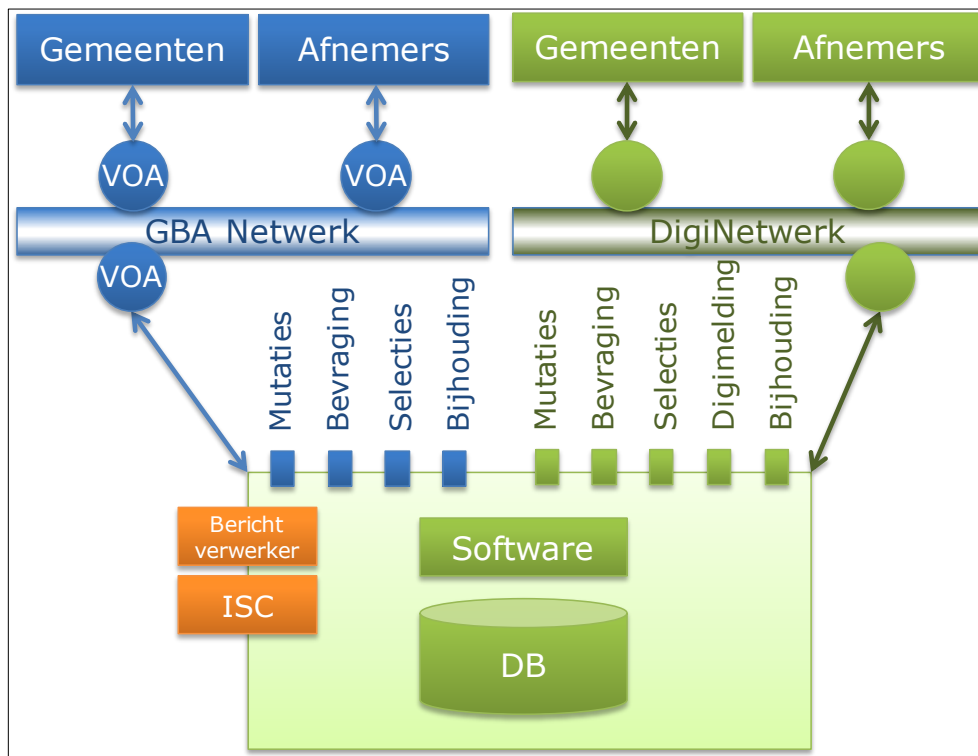 Gemeenten
Afnemers
Gemeenten
Afnemers
VOA
VOA
GBA Netwerk
DigiNetwerk
VOA
Mutaties
Bevraging
Selecties
Bijhouding
Mutaties
Bevraging
Selecties
Digimelding
Bijhouding
Bericht
verwerker
Software
ISC
DB